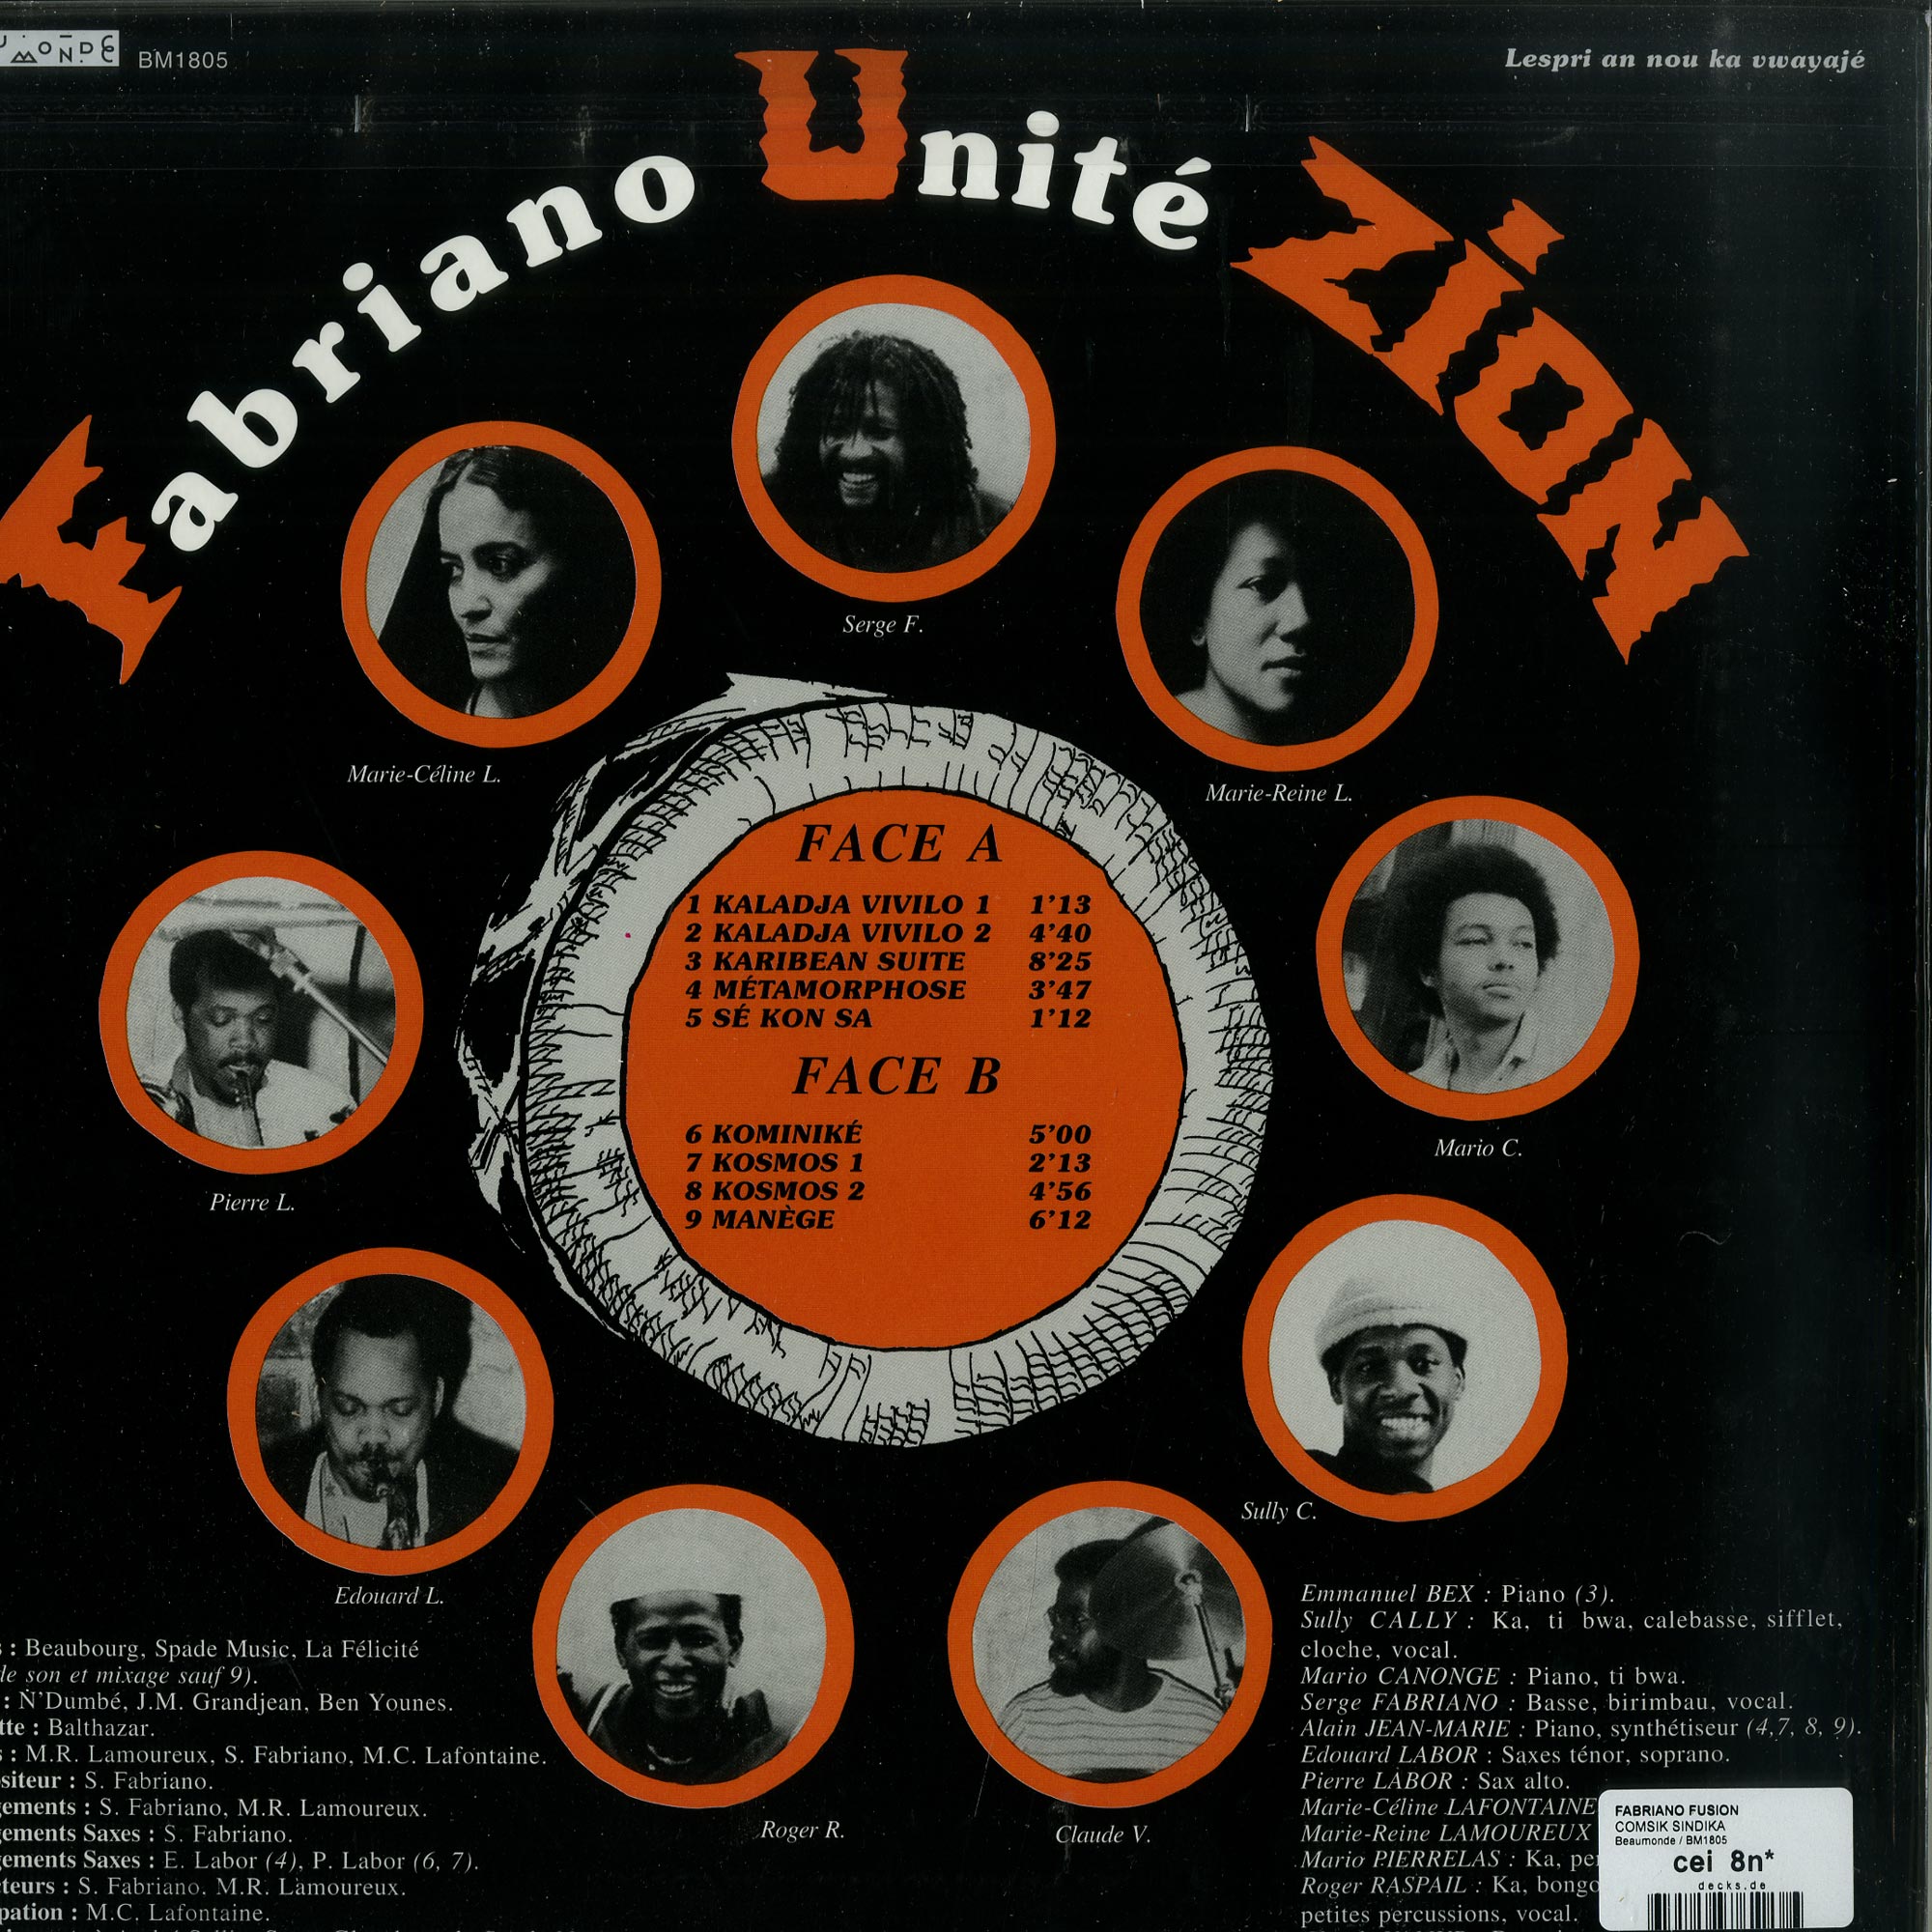 BM1805
Lespri an nou ka vwayajé
Fabriano Unité Zion
Serge F.
Marie-Céline L.
Marie-Reine L.
FACE A
1 KALADJA VIVILO 1 1'13
2 KALADJA VIVILO 2 4'40
3 KARIBEAN SUITE 8'25
4 MÉTAMORPHOSE 3'47
5 SÉ KON SA 1'12
FACE B
6 KOMINIKÉ 5'00
7 KOSMOS 1 2'13
8 KOSMOS 2 4'56
9 MANÈGE 6'12
Mario C.
Pierre L.
Sully C.
Edouard L.
Roger R.
Claude V.
: Beaubourg, Spade Music, La Félicité
de son et mixage sauf 9).
: N'Dumbé, J.M. Grandjean, Ben Younes.
: Balthazar.
: M.R. Lamoureux, S. Fabriano, M.C. Lafontaine.
: S. Fabriano.
: S. Fabriano, M.R. Lamoureux.
Saxes : S. Fabriano.
Saxes : E. Labor (4), P. Labor (6, 7).
: S. Fabriano, M.R. Lamoureux.
: M.C. Lafontaine.
Emmanuel BEX : Piano (3).
Sully CALLY : Ka, ti bwa, calebasse, sifflet,
cloche, vocal.
Mario CANONGE : Piano, ti bwa.
Serge FABRIANO : Basse, birimbau, vocal.
Alain JEAN-MARIE : Piano, synthétiseur (4,7, 8, 9).
Edouard LABOR : Saxes ténor, soprano.
Pierre LABOR : Sax alto.
Marie-Céline LAFONTAINE
Marie-Reine LAMOUREUX
Mario PIERRELAS : Ka,
Roger RASPAIL : Ka, bongo
petites percussions, vocal.
FABRIANO FUSION
COMSIK SINDIKA
Beaumonde / BM1805
cei 8n*
decks.de